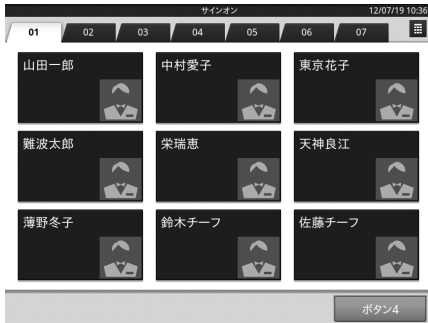 サインオン 12/07/19 10:36
01 02 03 04 05 06 07
山田一郎 中村愛子 東京花子
難波太郎 栄瑞恵 天神良江
薄野冬子 鈴木チーフ 佐藤チーフ
ボタン4